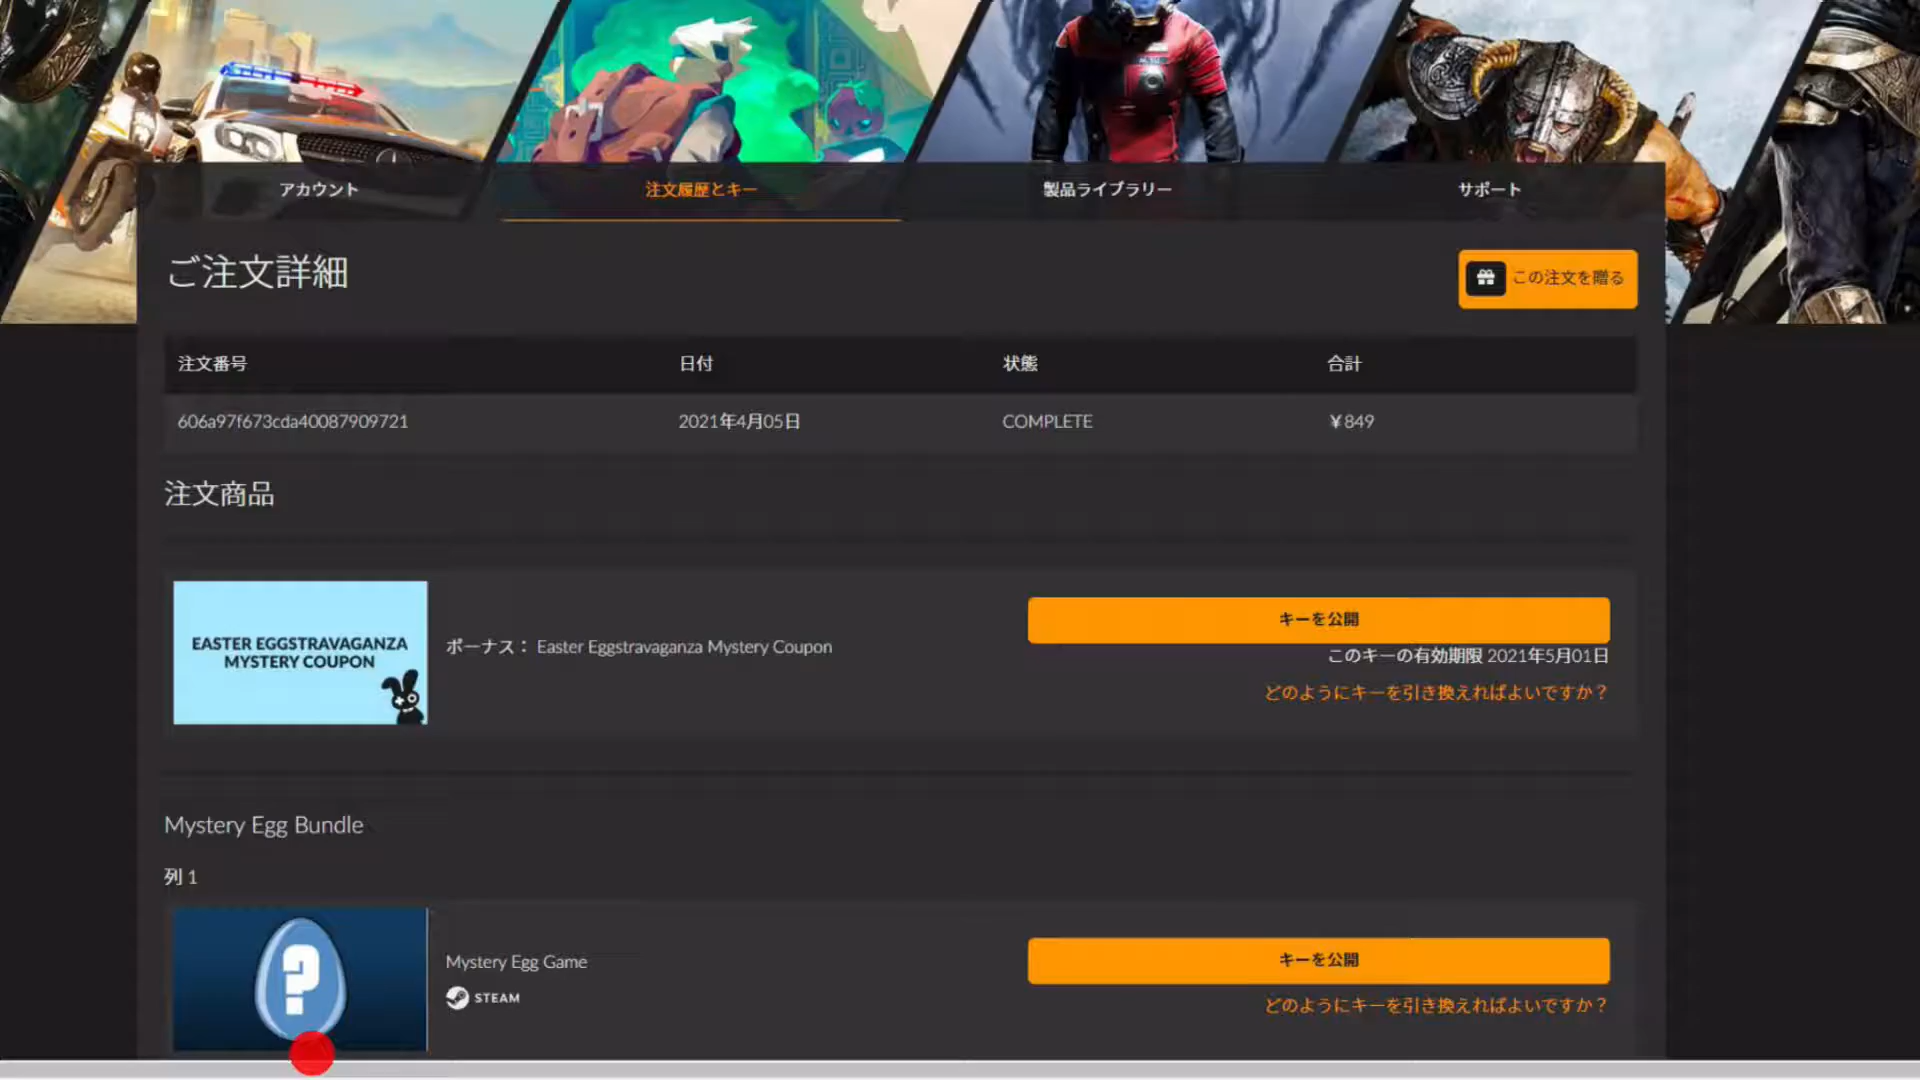 アカウント
注文履歴とキー
製品ライブラリー
サポート
ご注文詳細
この注文を贈る
注文番号
日付
状態
合計
606a97f673cda40087909721
2021年4月05日
COMPLETE
¥849
注文商品
EASTER EGGSTRAVAGANZA
MYSTERY COUPON
ボーナス： Easter Eggstravaganza Mystery Coupon
キーを公開
このキーの有効期限 2021年5月01日
どのようにキーを引き換えればよいですか？
Mystery Egg Bundle
列 1
?
Mystery Egg Game
STEAM
キーを公開
どのようにキーを引き換えればよいですか？